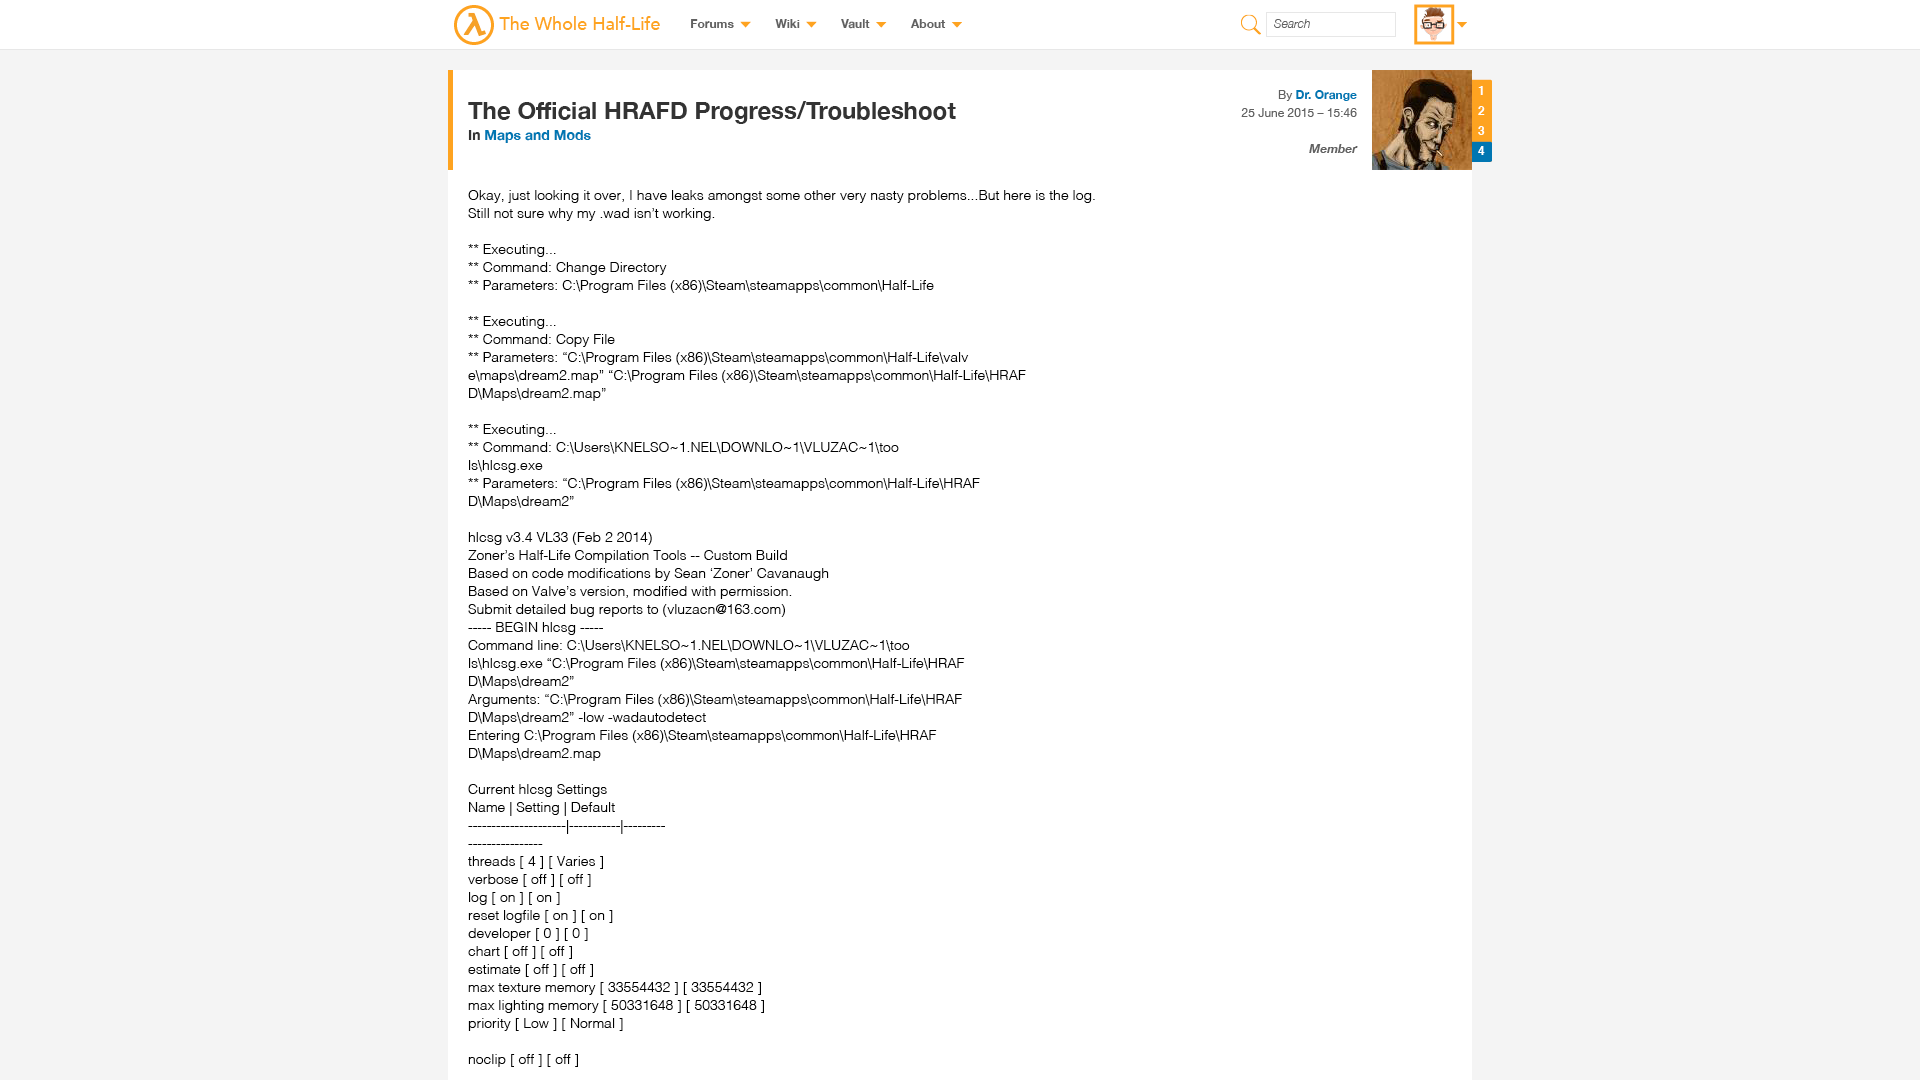 The Whole Half-Life
Forums
Wiki
Vault
About
Search
The Official HRAFD Progress/Troubleshoot
In Maps and Mods
By Dr. Orange
25 June 2015 – 15:46
Member
1
2
3
4
Okay, just looking it over, I have leaks amongst some other very nasty problems...But here is the log.
Still not sure why my .wad isn’t working.
** Executing...
** Command: Change Directory
** Parameters: C:\Program Files (x86)\Steam\steamapps\common\Half-Life
** Executing...
** Command: Copy File
** Parameters: “C:\Program Files (x86)\Steam\steamapps\common\Half-Life\valv
e\maps\dream2.map” “C:\Program Files (x86)\Steam\steamapps\common\Half-Life\HRAF
D\Maps\dream2.map”
** Executing...
** Command: C:\Users\KNELSO~1.NEL\DOWNLO~1\VLUZAC~1\too
ls\hlcsg.exe
** Parameters: “C:\Program Files (x86)\Steam\steamapps\common\Half-Life\HRAF
D\Maps\dream2”
hlcsg v3.4 VL33 (Feb 2 2014)
Zoner’s Half-Life Compilation Tools -- Custom Build
Based on code modifications by Sean ‘Zoner’ Cavanaugh
Based on Valve’s version, modified with permission.
Submit detailed bug reports to (vluzacn@163.com)
----- BEGIN hlcsg -----
Command line: C:\Users\KNELSO~1.NEL\DOWNLO~1\VLUZAC~1\too
ls\hlcsg.exe “C:\Program Files (x86)\Steam\steamapps\common\Half-Life\HRAF
D\Maps\dream2”
Arguments: “C:\Program Files (x86)\Steam\steamapps\common\Half-Life\HRAF
D\Maps\dream2” -low -wadautodetect
Entering C:\Program Files (x86)\Steam\steamapps\common\Half-Life\HRAF
D\Maps\dream2.map
Current hlcsg Settings
Name | Setting | Default
---------------------|-----------|---------
----------------
threads [ 4 ] [ Varies ]
verbose [ off ] [ off ]
log [ on ] [ on ]
reset logfile [ on ] [ on ]
developer [ 0 ] [ 0 ]
chart [ off ] [ off ]
estimate [ off ] [ off ]
max texture memory [ 33554432 ] [ 33554432 ]
max lighting memory [ 50331648 ] [ 50331648 ]
priority [ Low ] [ Normal ]
noclip [ off ] [ off ]